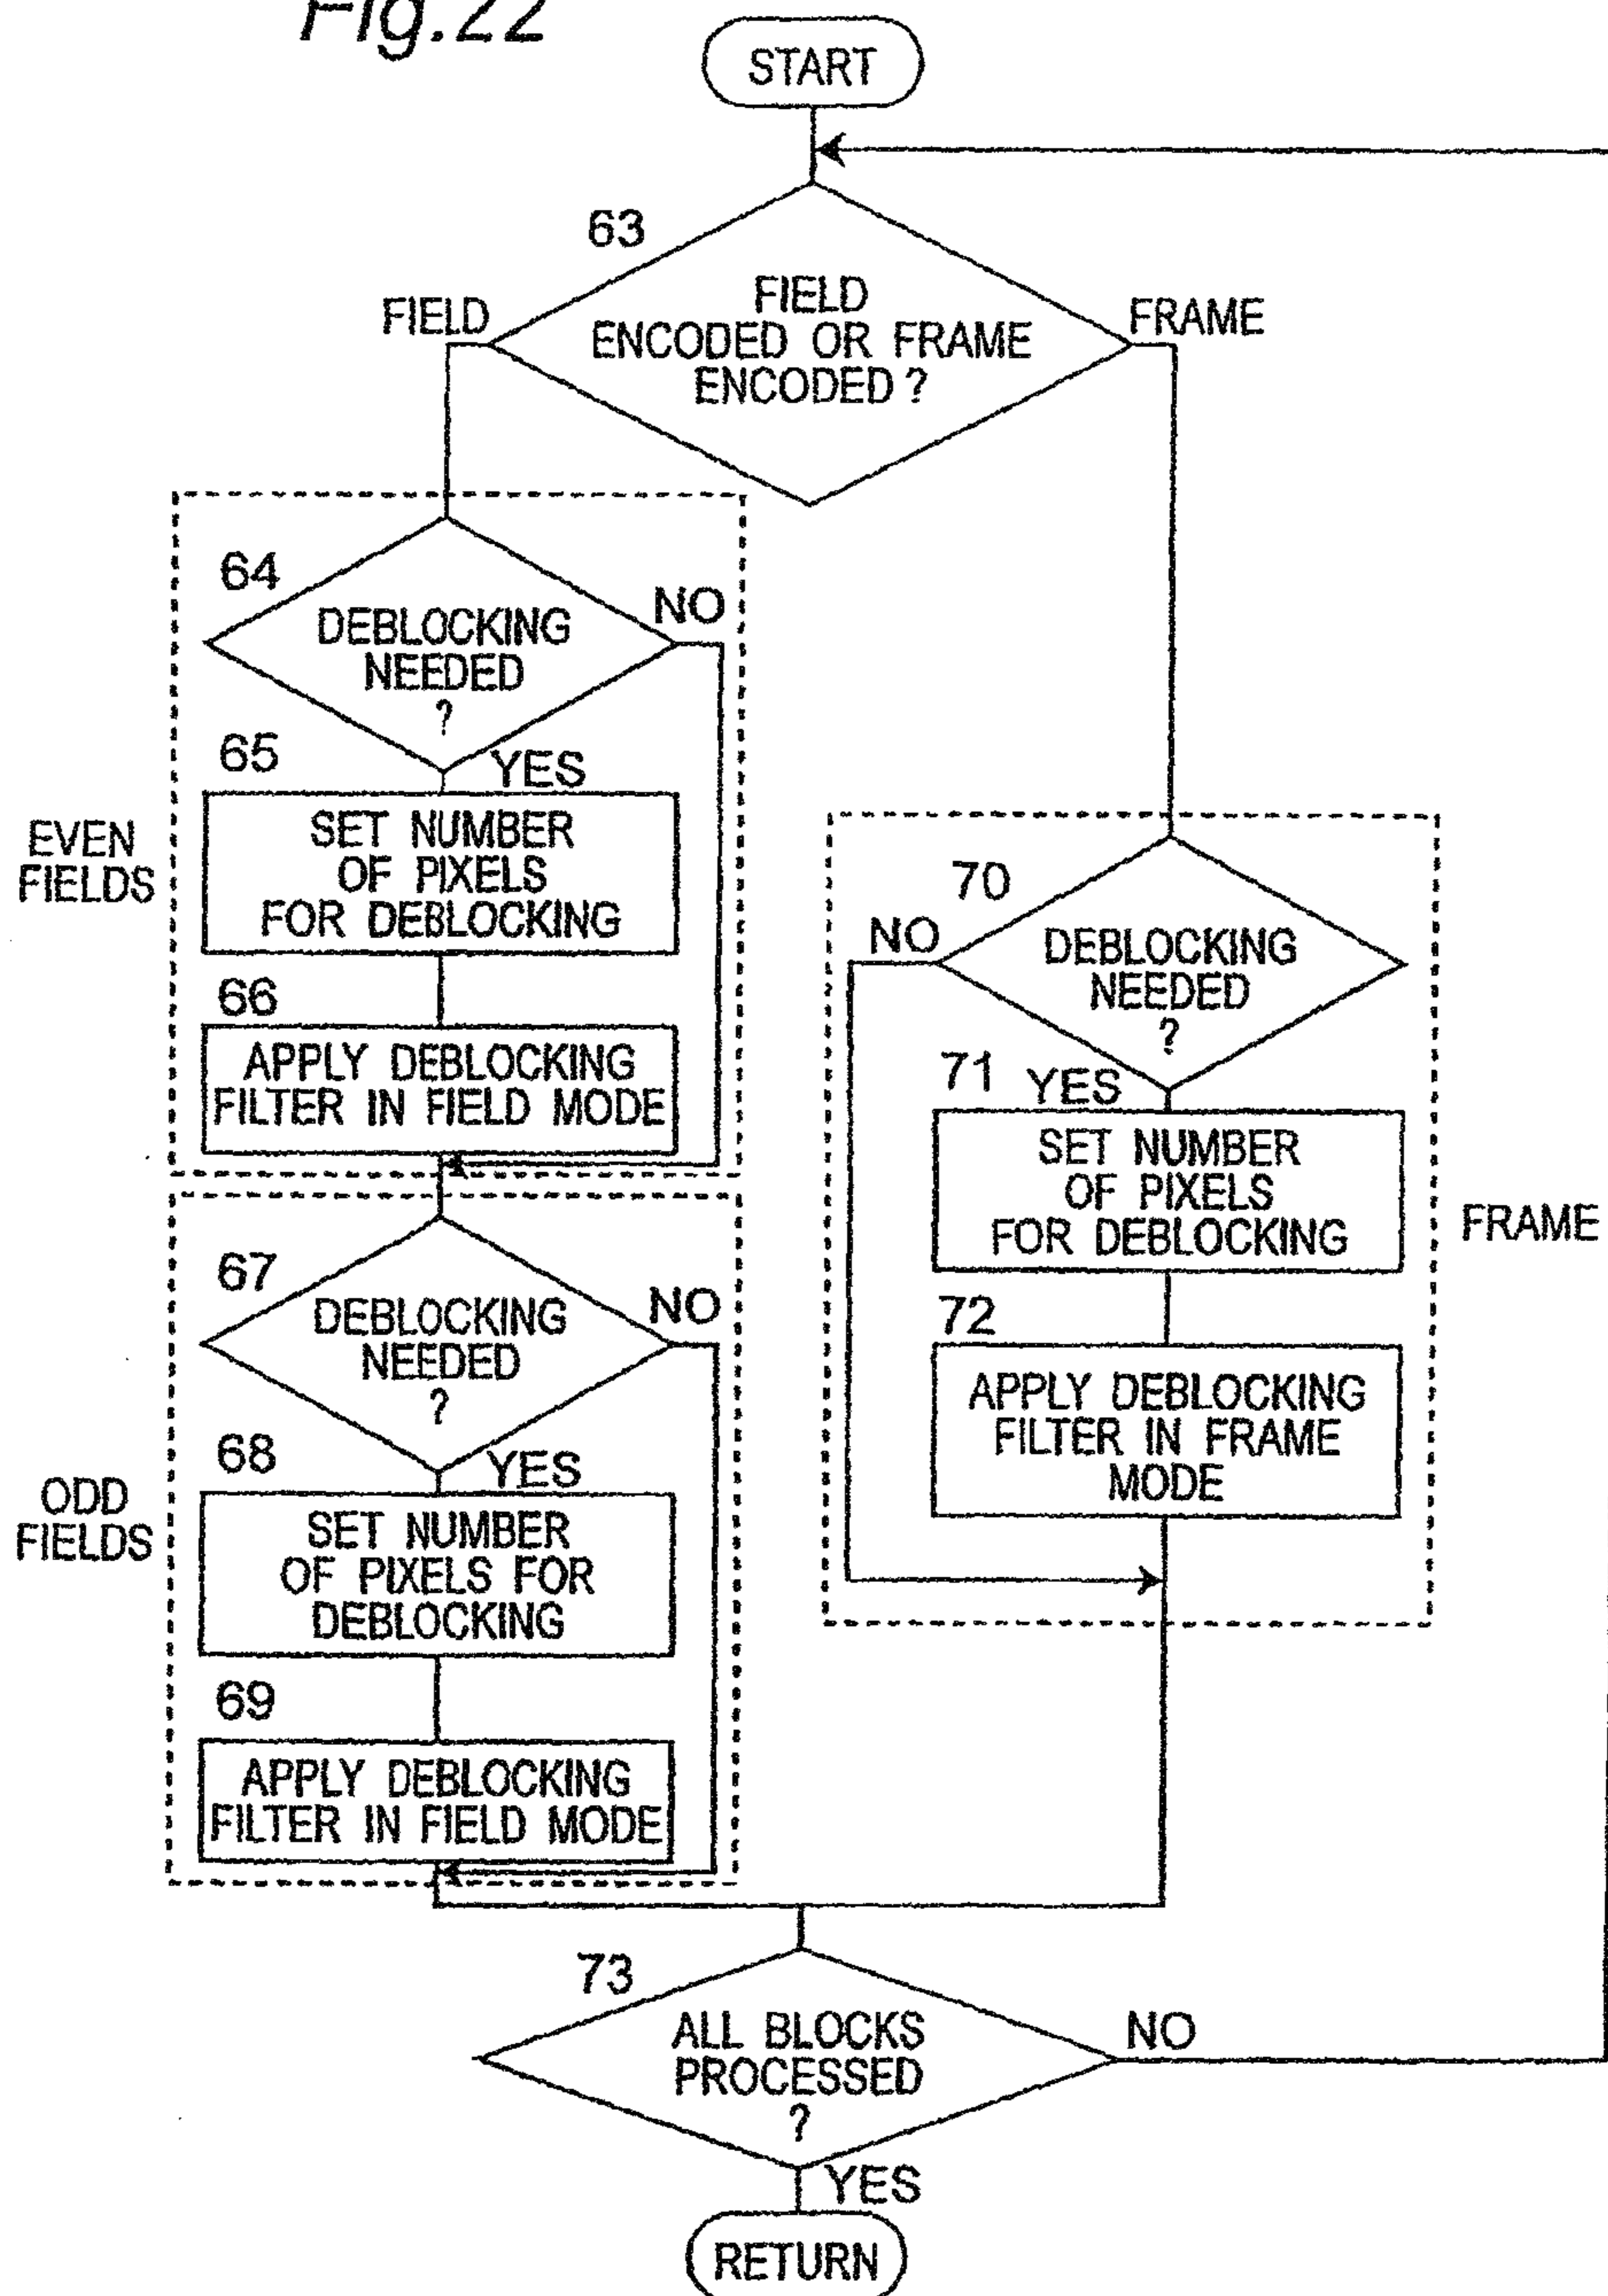 Fig.22
START
63
FIELD
FIELD
ENCODED OR FRAME
ENCODED ?
FRAME
64
DEBLOCKING
NEEDED
?
NO
YES
65
EVEN
FIELDS
SET NUMBER
OF PIXELS
FOR DEBLOCKING
66
APPLY DEBLOCKING
FILTER IN FIELD MODE
67
DEBLOCKING
NEEDED
?
NO
YES
68
ODD
FIELDS
SET NUMBER
OF PIXELS FOR
DEBLOCKING
69
APPLY DEBLOCKING
FILTER IN FIELD MODE
70
NO
DEBLOCKING
NEEDED
?
71
YES
SET NUMBER
OF PIXELS
FOR DEBLOCKING
FRAME
72
APPLY DEBLOCKING
FILTER IN FRAME
MODE
73
ALL BLOCKS
PROCESSED
?
NO
YES
RETURN